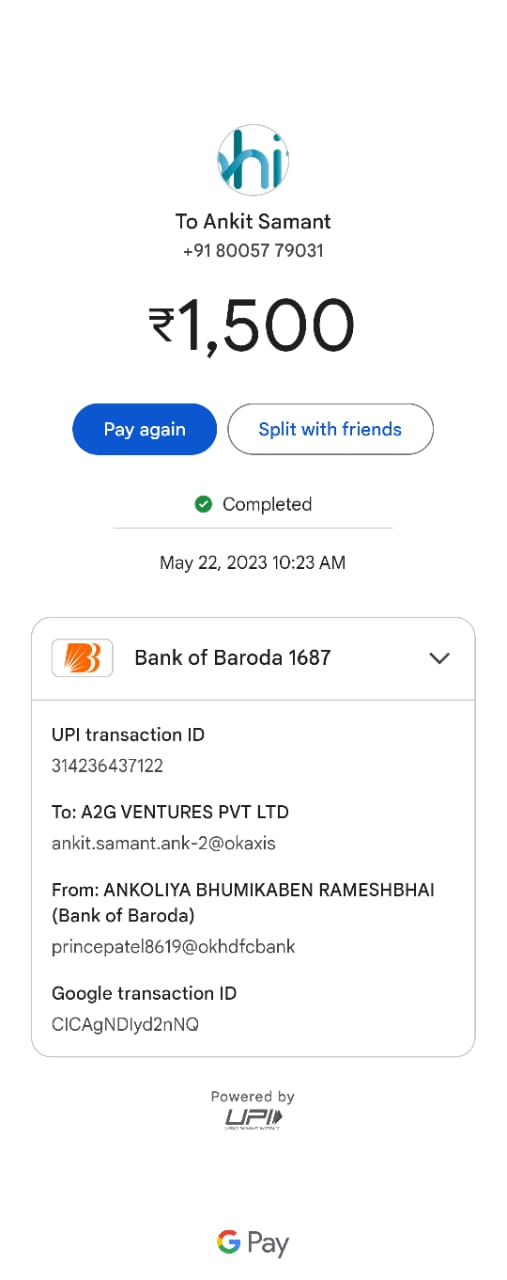 hi
To Ankit Samant
+91 80057 79031
₹1,500
Pay again
Split with friends
Completed
May 22, 2023 10:23 AM
Bank of Baroda 1687
UPI transaction ID
314236437122
To: A2G VENTURES PVT LTD
ankit.samant.ank-2@okaxis
From: ANKOLIYA BHUMIKABEN RAMESHBHAI
(Bank of Baroda)
princepatel8619@okhdfcbank
Google transaction ID
CICAgNDlyd2nNQ
Powered by
UPI
G Pay